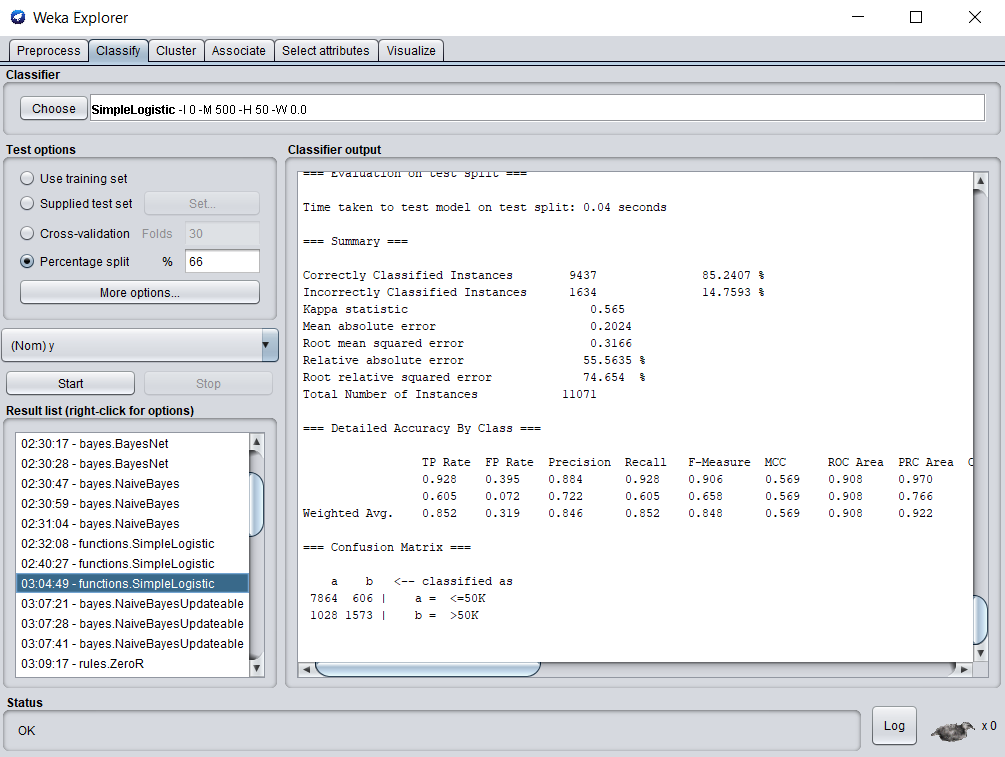 Weka Explorer
Preprocess Classify Cluster Associate Select attributes Visualize
Classifier
Choose SimpleLogistic -I 0 -M 500 -H 50 -W 0.0
Test options
Use training set
Supplied test set Set...
Cross-validation Folds 30
Percentage split % 66
More options...
(Nom) y
Start Stop
Result list (right-click for options)
02:30:17 - bayes.BayesNet
02:30:28 - bayes.BayesNet
02:30:47 - bayes.NaiveBayes
02:30:59 - bayes.NaiveBayes
02:31:04 - bayes.NaiveBayes
02:32:08 - functions.SimpleLogistic
02:40:27 - functions.SimpleLogistic
03:04:49 - functions.SimpleLogistic
03:07:21 - bayes.NaiveBayesUpdateable
03:07:28 - bayes.NaiveBayesUpdateable
03:07:41 - bayes.NaiveBayesUpdateable
03:09:17 - rules.ZeroR
Classifier output
=== Evaluation on test split ===
Time taken to test model on test split: 0.04 seconds
=== Summary ===
Correctly Classified Instances 9437 85.2407 %
Incorrectly Classified Instances 1634 14.7593 %
Kappa statistic 0.565
Mean absolute error 0.2024
Root mean squared error 0.3166
Relative absolute error 55.5635 %
Root relative squared error 74.654 %
Total Number of Instances 11071
=== Detailed Accuracy By Class ===
TP Rate FP Rate Precision Recall F-Measure MCC ROC Area PRC Area C
0.928 0.395 0.884 0.928 0.906 0.569 0.908 0.970
0.605 0.072 0.722 0.605 0.658 0.569 0.908 0.766
Weighted Avg. 0.852 0.319 0.846 0.852 0.848 0.569 0.908 0.922
=== Confusion Matrix ===
a b <-- classified as
7864 606 | a = <=50K
1028 1573 | b = >50K
Status
OK
Log
x 0